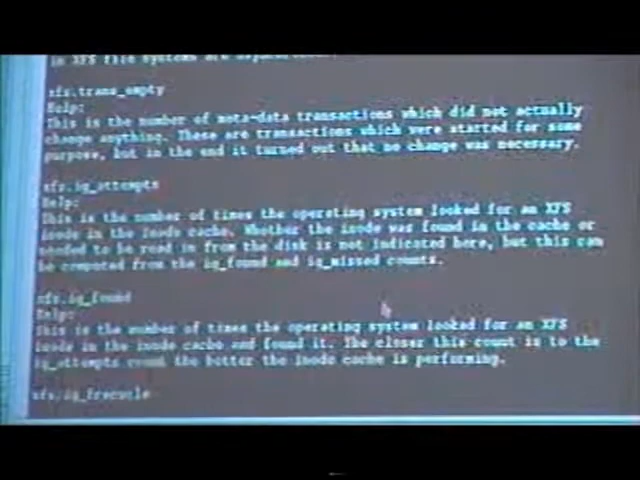 in XFS file systems are asynchronous.
xfs.trans_empty
Help:
This is the number of meta-data transactions which did not actually
change anything. These are transactions which were started for some
purpose, but in the end it turned out that no change was necessary.
xfs.ig_attempts
Help:
This is the number of times the operating system looked for an XFS
inode in the inode cache. Whether the inode was found in the cache or
needed to be read in from the disk is not indicated here, but this can
be computed from the ig_found and ig_missed counts.
xfs.ig_found
Help:
This is the number of times the operating system looked for an XFS
inode in the inode cache and found it. The closer this count is to the
ig_attempts count the better the inode cache is performing.
xfs.ig_frecycle